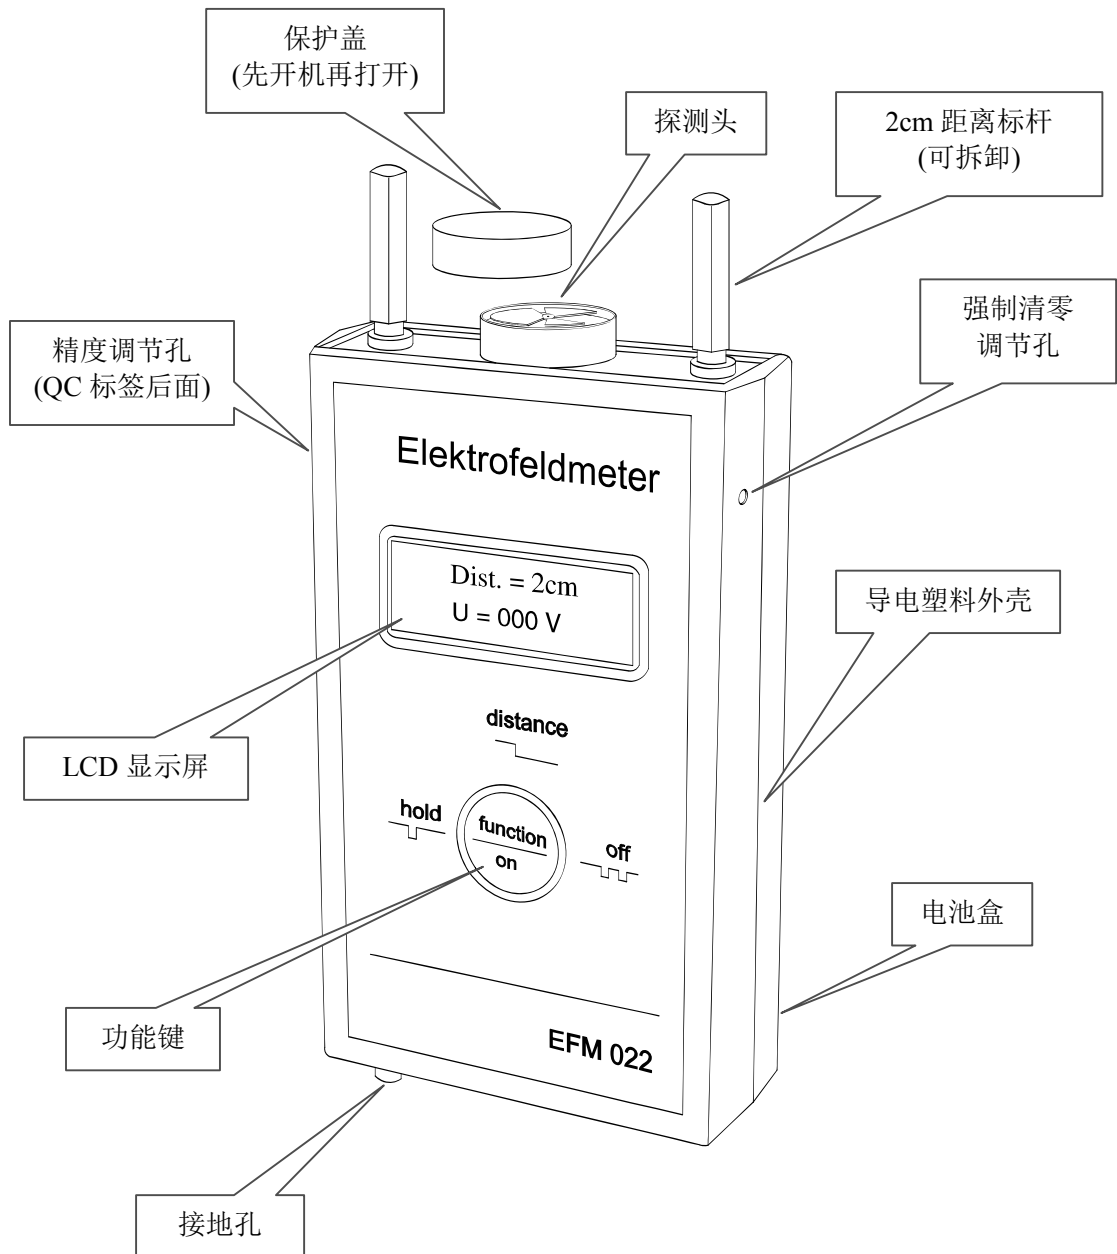 保护盖
(先开机再打开)
探测头
2cm 距离标杆
(可拆卸)
强制清零
调节孔
精度调节孔
(QC 标签后面)
Elektrofeldmeter
Dist. = 2cm
U = 000 V
导电塑料外壳
LCD 显示屏
distance
hold
function
on
off
电池盒
功能键
EFM 022
接地孔